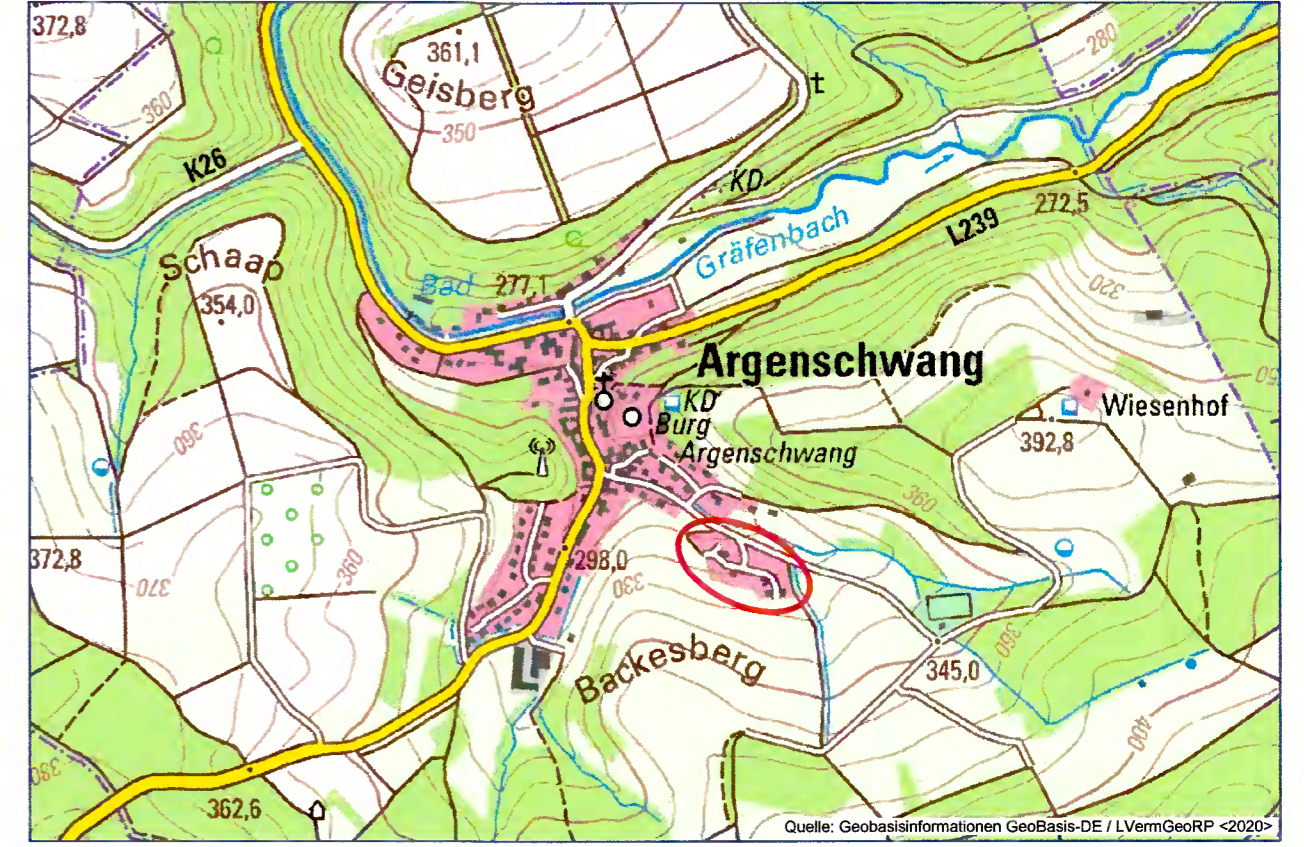 372,8
361,1
Geisberg
350
360
280
t
K26
KD
272,5
L239
Gräfenbach
Schaap
354,0
Bad
277,1
320
Argenschwang
KD
Burg
Argenschwang
Wiesenhof
392,8
360
360
372,8
370
360
298,0
330
360
Backesberg
345,0
400
380
362,6
Quelle: Geobasisinformationen GeoBasis-DE / LVermGeoRP <2020>